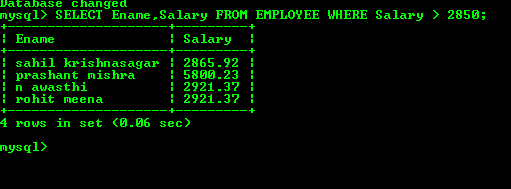 Database changed
mysql> SELECT Ename,Salary FROM EMPLOYEE WHERE Salary > 2850;
+--------------------+---------+
| Ename              | Salary  |
+--------------------+---------+
| sahil krishnasagar | 2865.92 |
| prashant mishra    | 5800.23 |
| n awasthi          | 2921.37 |
| rohit meena        | 2921.37 |
+--------------------+---------+
4 rows in set (0.06 sec)
mysql>